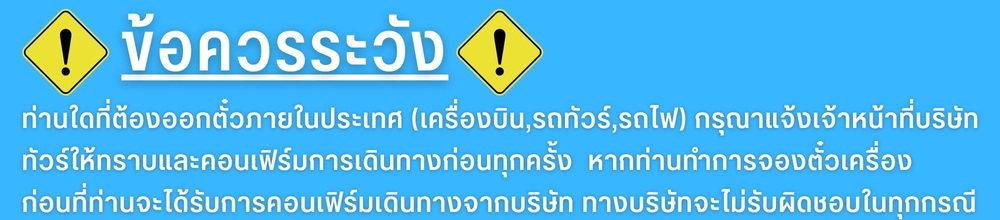 ข้อควรระวัง
ท่านใดที่ต้องออกตั๋วภายในประเทศ (เครื่องบิน,รถทัวร์,รถไฟ) กรุณาแจ้งเจ้าหน้าที่บริษัท
ทัวร์ให้ทราบและคอนเฟิร์มการเดินทางก่อนทุกครั้ง หากท่านทำการจองตั๋วเครื่อง
ก่อนที่ท่านจะได้รับการคอนเฟิร์มเดินทางจากบริษัท ทางบริษัทจะไม่รับผิดชอบในทุกกรณี